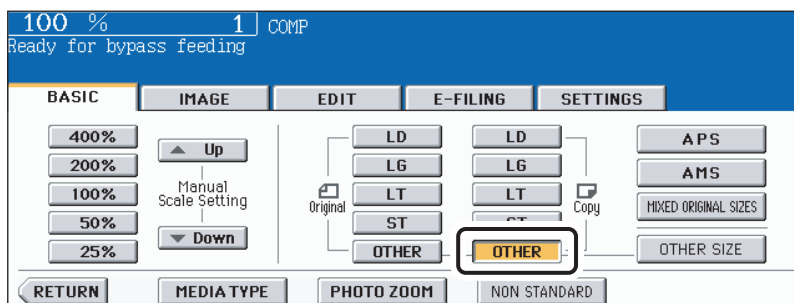 100 % 1 COMP
Ready for bypass feeding
BASIC IMAGE EDIT E-FILING SETTINGS
400% Up LD LD APS
200% LG LG AMS
100% Manual Scale Setting Original LT LT Copy MIXED ORIGINAL SIZES
50% Down ST ST
25% OTHER OTHER OTHER SIZE
RETURN MEDIA TYPE PHOTO ZOOM NON STANDARD